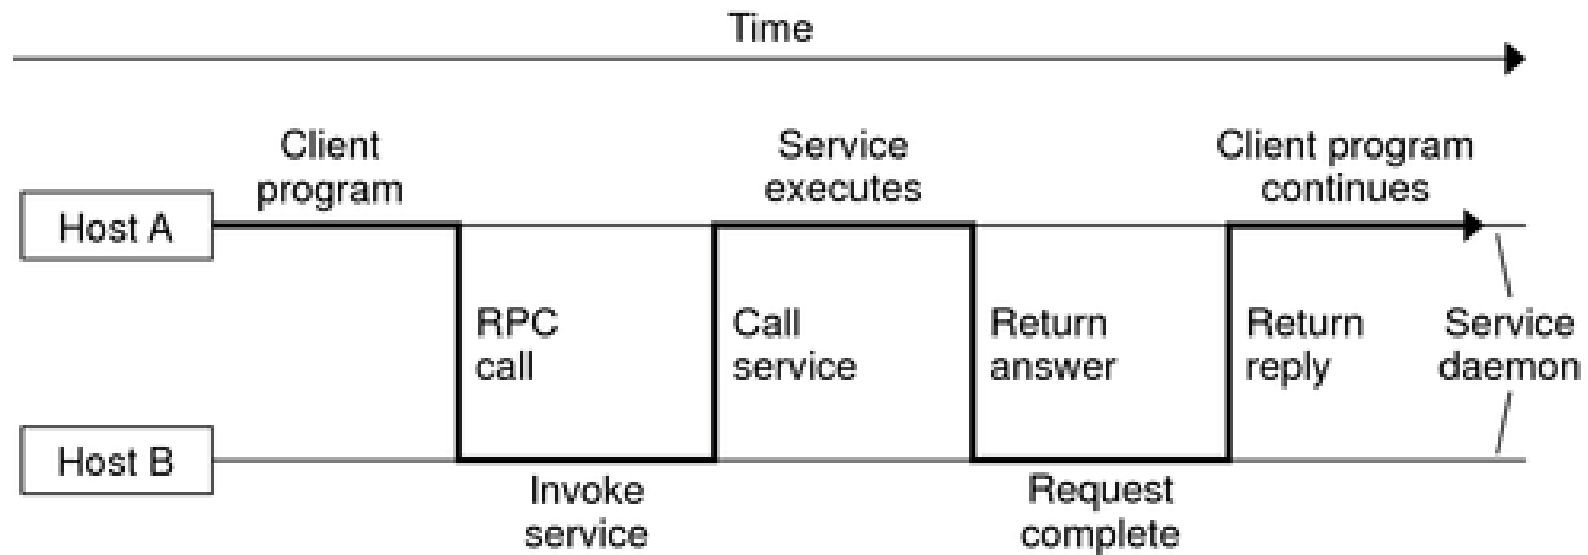 Time
Client
program
Service
executes
Client program
continues
Host A
RPC
call
Call
service
Return
answer
Return
reply
Service
daemon
Host B
Invoke
service
Request
complete